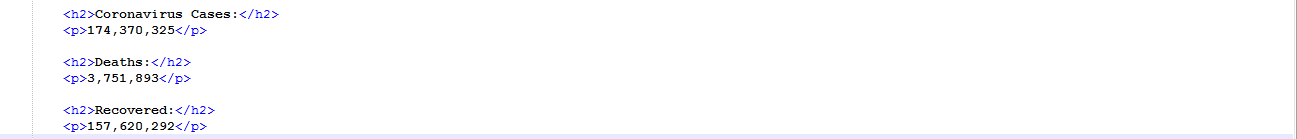 <h2>Coronavirus Cases:</h2>
<p>174,370,325</p>
<h2>Deaths:</h2>
<p>3,751,893</p>
<h2>Recovered:</h2>
<p>157,620,292</p>